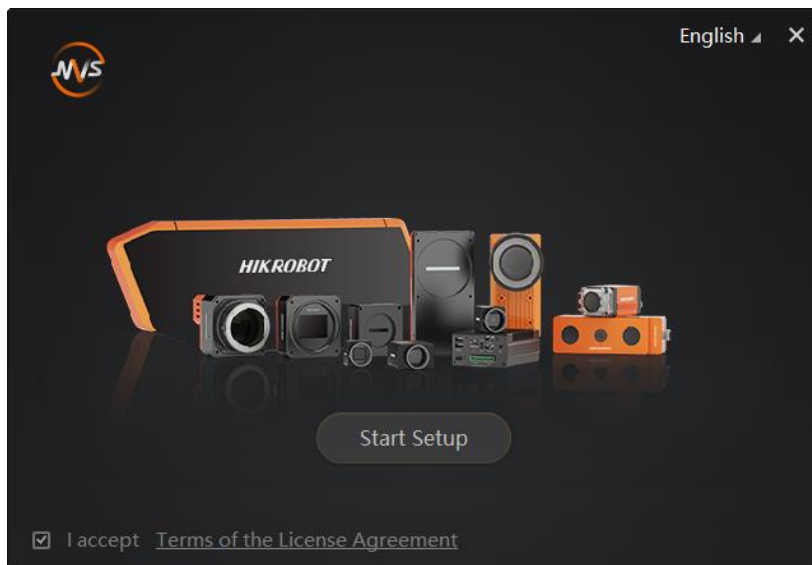 English
MVS
HIKROBOT
Start Setup
I accept Terms of the License Agreement